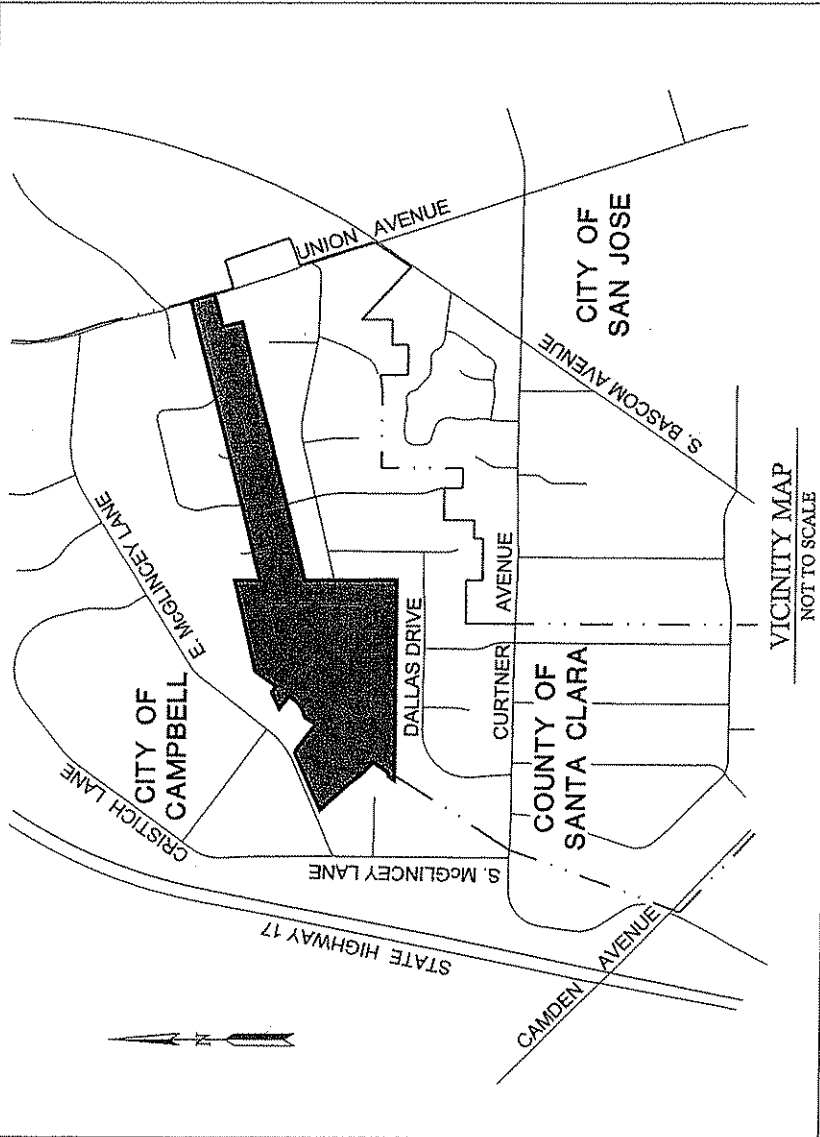 UNION AVENUE
CITY OF
SAN JOSE
E. McGLINCEY LANE
S. BASCOM AVENUE
CITY OF
CAMPBELL
CRISTICH LANE
DALLAS DRIVE
CURTNER AVENUE
COUNTY OF
SANTA CLARA
S. McGLINCEY LANE
STATE HIGHWAY 17
CAMDEN AVENUE
N
VICINITY MAP
NOT TO SCALE